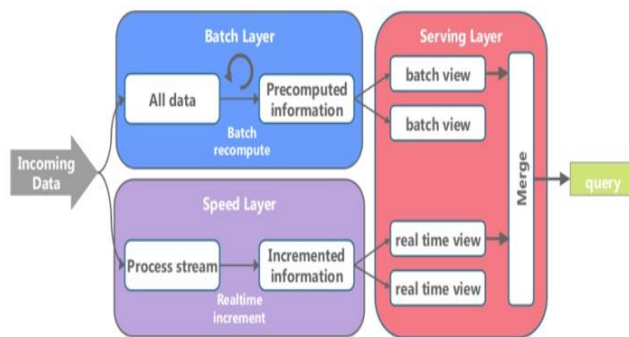 Batch Layer
All data
Batch
recompute
Precomputed
information
Incoming
Data
Speed Layer
Process stream
Realtime
increment
Incremented
information
Serving Layer
batch view
batch view
real time view
real time view
Merge
query